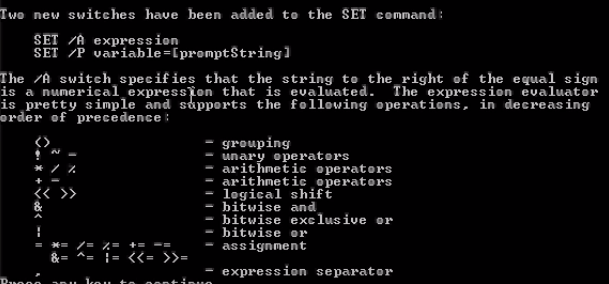 Two new switches have been added to the SET command:
SET /A expression
SET /P variable=[promptString]
The /A switch specifies that the string to the right of the equal sign
is a numerical expression that is evaluated.  The expression evaluator
is pretty simple and supports the following operations, in decreasing
order of precedence:
() - grouping
! ~ - - unary operators
* / % - arithmetic operators
+ - - arithmetic operators
<< >> - logical shift
& - bitwise and
^ - bitwise exclusive or
| - bitwise or
= *= /= %= += -= - assignment
&= ^= |= <<= >>=
, - expression separator
Press any key to continue